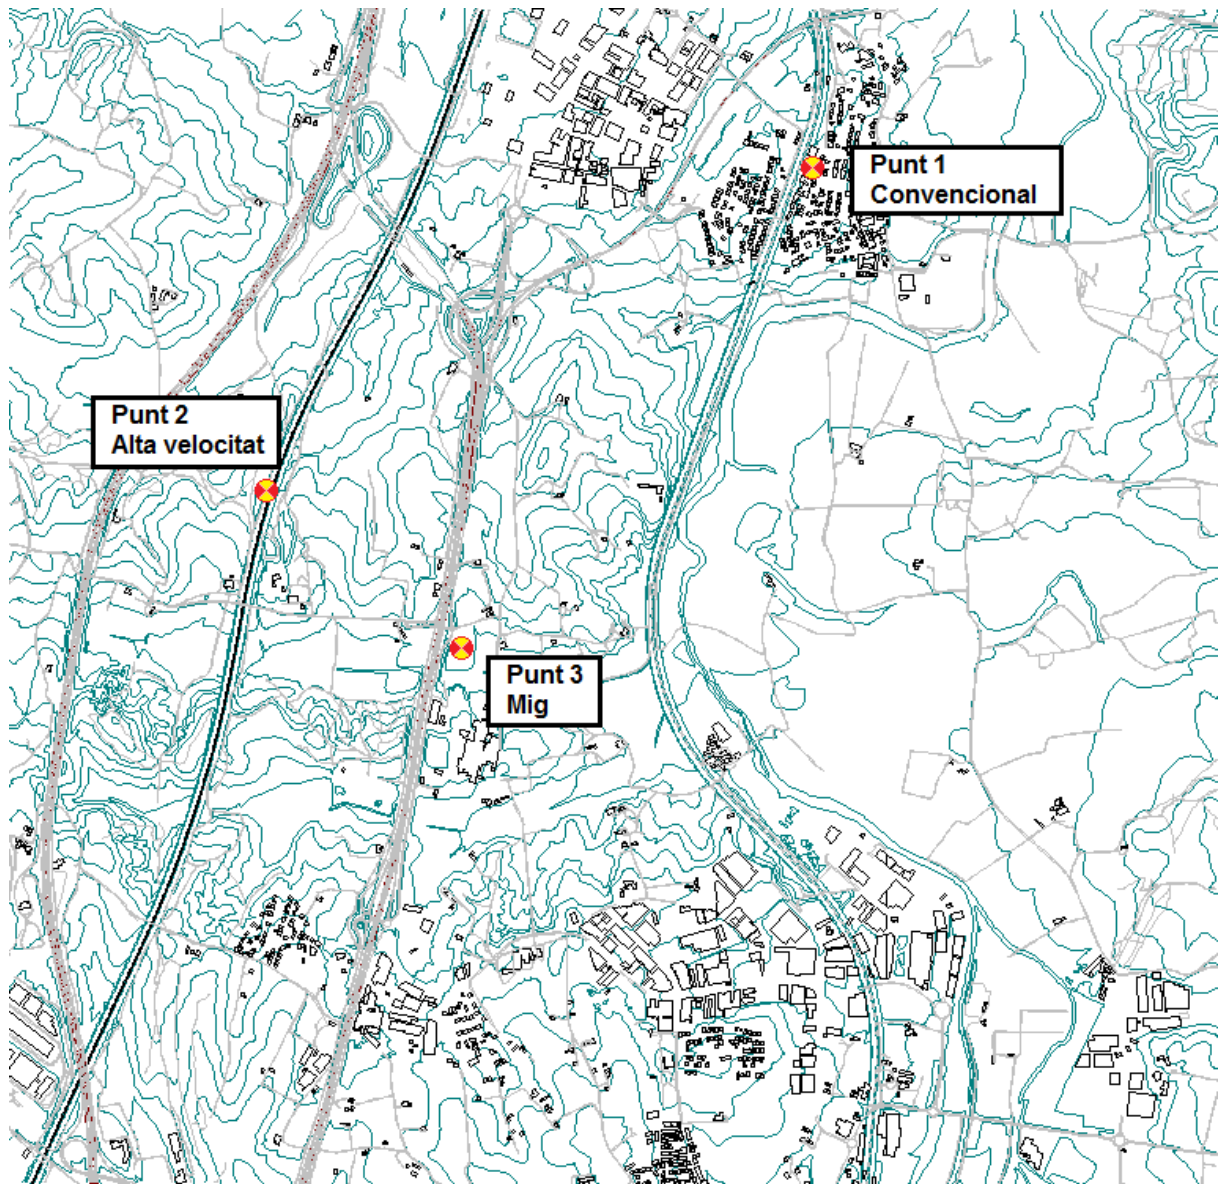 Punt 1
Convencional
Punt 2
Alta velocitat
Punt 3
Mig